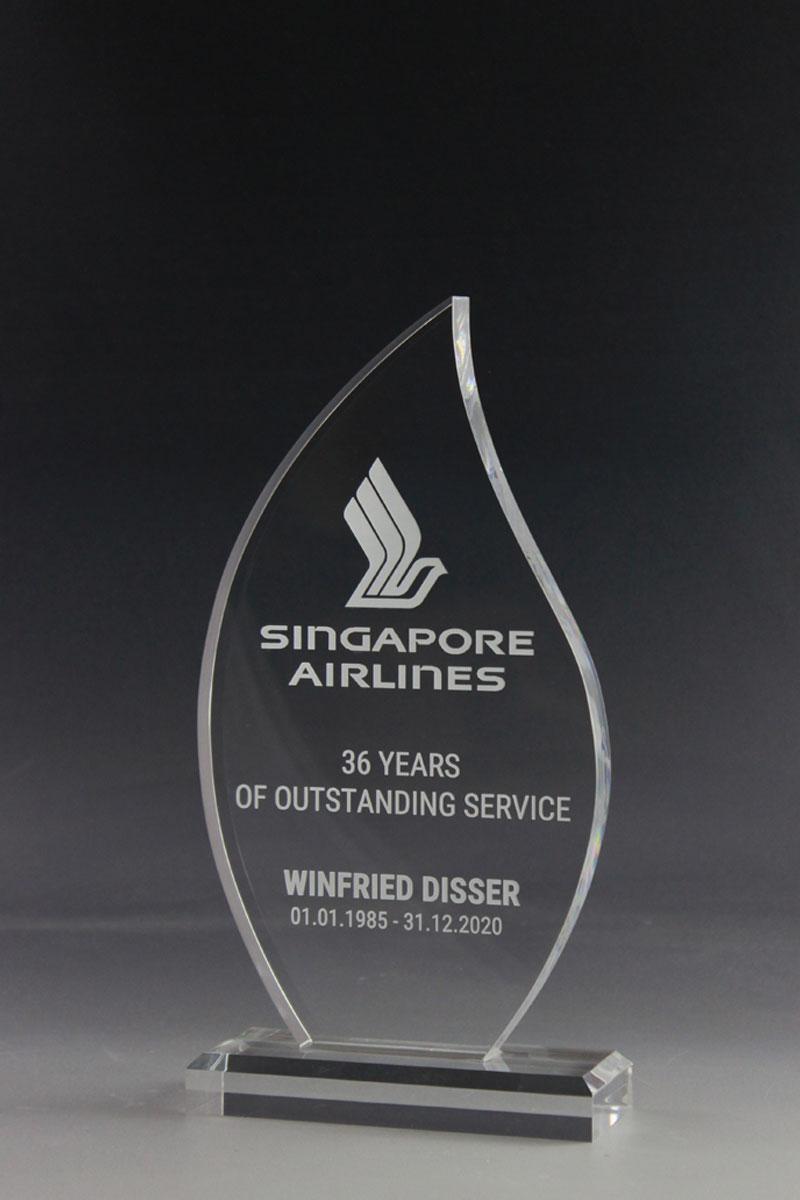 SINGAPORE
AIRLINES
36 YEARS
OF OUTSTANDING SERVICE
WINFRIED DISSER
01.01.1985 - 31.12.2020